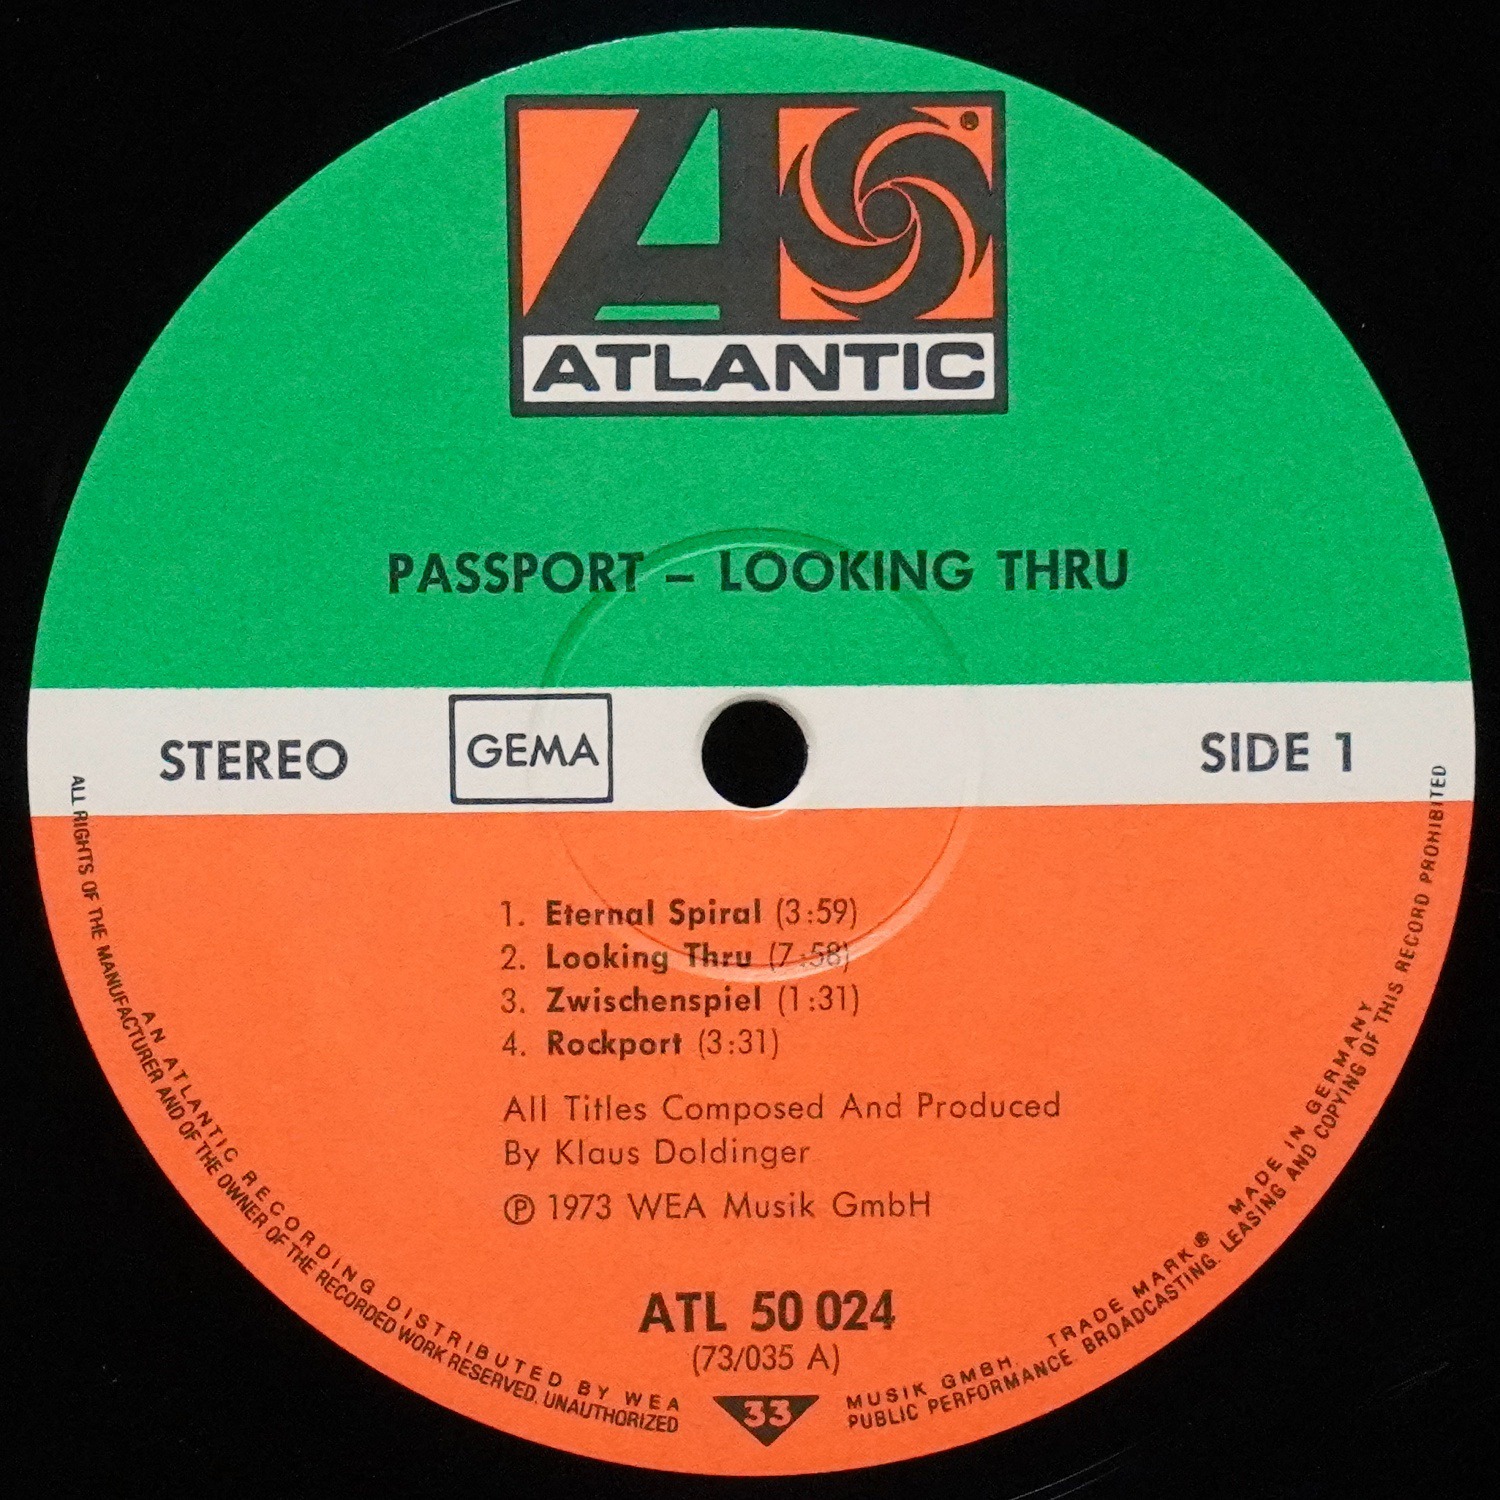 ATLANTIC
PASSPORT – LOOKING THRU
STEREO
GEMA
SIDE 1
1. Eternal Spiral (3:59)
2. Looking Thru (7:58)
3. Zwischenspiel (1:31)
4. Rockport (3:31)
All Titles Composed And Produced
By Klaus Doldinger
℗ 1973 WEA Musik GmbH
ATL 50 024
(73/035 A)
33
AN ATLANTIC RECORDING DISTRIBUTED BY WEA MUSIK GMBH. TRADE MARK® MADE IN GERMANY
ALL RIGHTS OF THE MANUFACTURER AND OF THE OWNER OF THE RECORDED WORK RESERVED. UNAUTHORIZED PUBLIC PERFORMANCE. BROADCASTING. LEASING AND COPYING OF THIS RECORD PROHIBITED